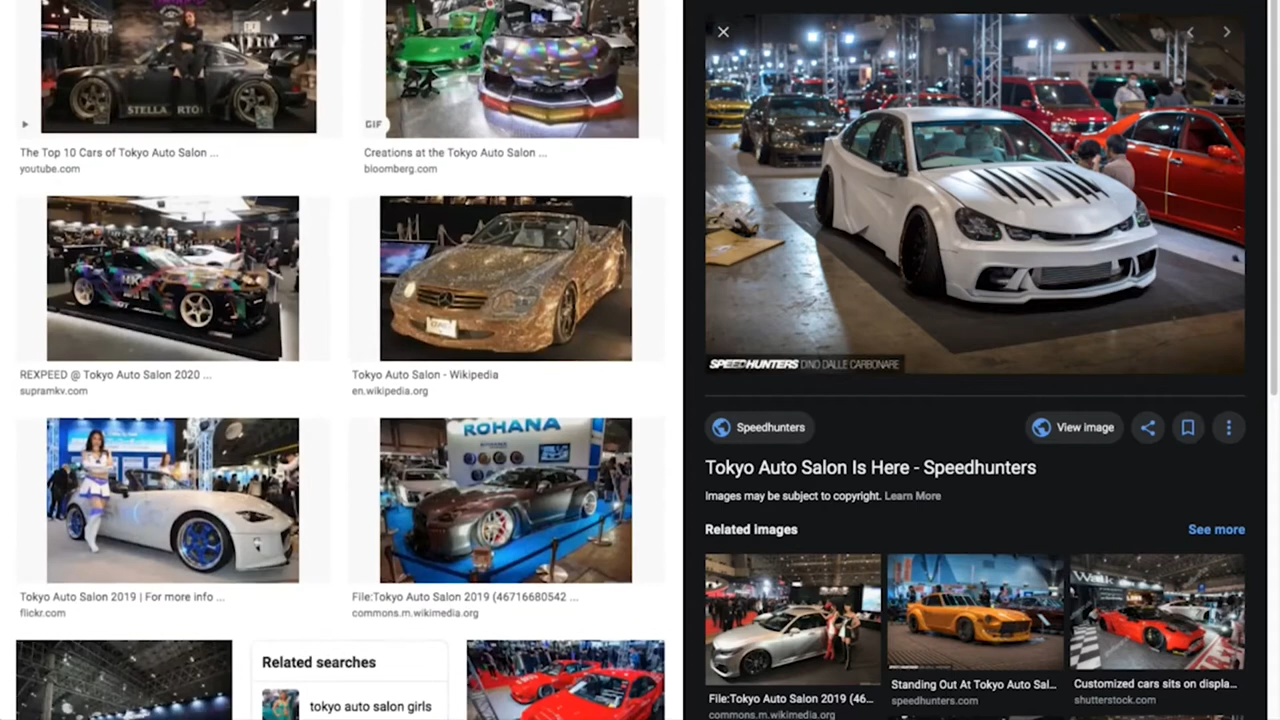 STELLA RTO
GIF
The Top 10 Cars of Tokyo Auto Salon ...
youtube.com
Creations at the Tokyo Auto Salon ...
bloomberg.com
REXPEED @ Tokyo Auto Salon 2020 ...
supramkv.com
Tokyo Auto Salon - Wikipedia
en.wikipedia.org
ROHANA
Tokyo Auto Salon 2019 | For more info ...
flickr.com
File:Tokyo Auto Salon 2019 (46716680542 ...
commons.m.wikimedia.org
Related searches
tokyo auto salon girls
SPEEDHUNTERS DINO DALLE CARBONARE
Speedhunters
View image
Tokyo Auto Salon Is Here - Speedhunters
Images may be subject to copyright. Learn More
Related images
See more
File:Tokyo Auto Salon 2019 (46...
commons.m.wikimedia.org
Standing Out At Tokyo Auto Sal...
speedhunters.com
Customized cars sits on displa...
shutterstock.com